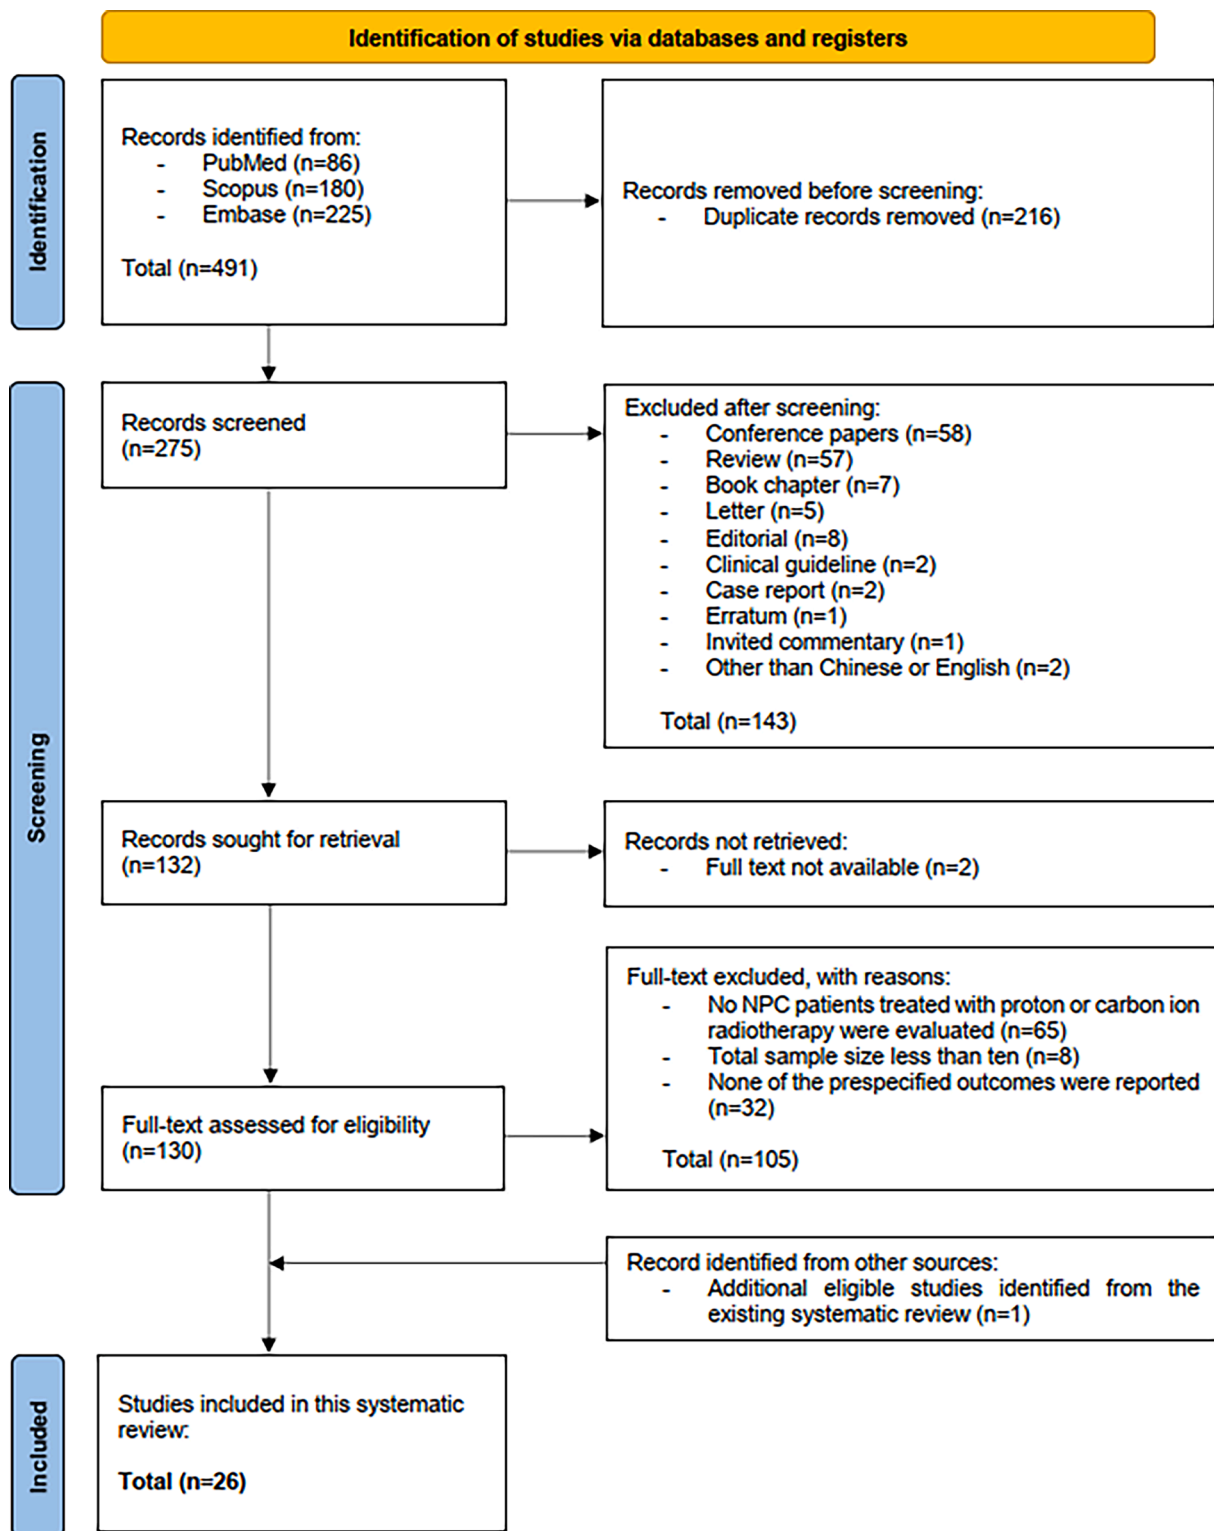 Identification of studies via databases and registers
Identification
Records identified from:
- PubMed (n=86)
- Scopus (n=180)
- Embase (n=225)
Total (n=491)
Records removed before screening:
- Duplicate records removed (n=216)
Screening
Records screened
(n=275)
Excluded after screening:
- Conference papers (n=58)
- Review (n=57)
- Book chapter (n=7)
- Letter (n=5)
- Editorial (n=8)
- Clinical guideline (n=2)
- Case report (n=2)
- Erratum (n=1)
- Invited commentary (n=1)
- Other than Chinese or English (n=2)
Total (n=143)
Records sought for retrieval
(n=132)
Records not retrieved:
- Full text not available (n=2)
Full-text assessed for eligibility
(n=130)
Full-text excluded, with reasons:
- No NPC patients treated with proton or carbon ion
radiotherapy were evaluated (n=65)
- Total sample size less than ten (n=8)
- None of the prespecified outcomes were reported
(n=32)
Total (n=105)
Record identified from other sources:
- Additional eligible studies identified from the
existing systematic review (n=1)
Included
Studies included in this systematic
review:
Total (n=26)